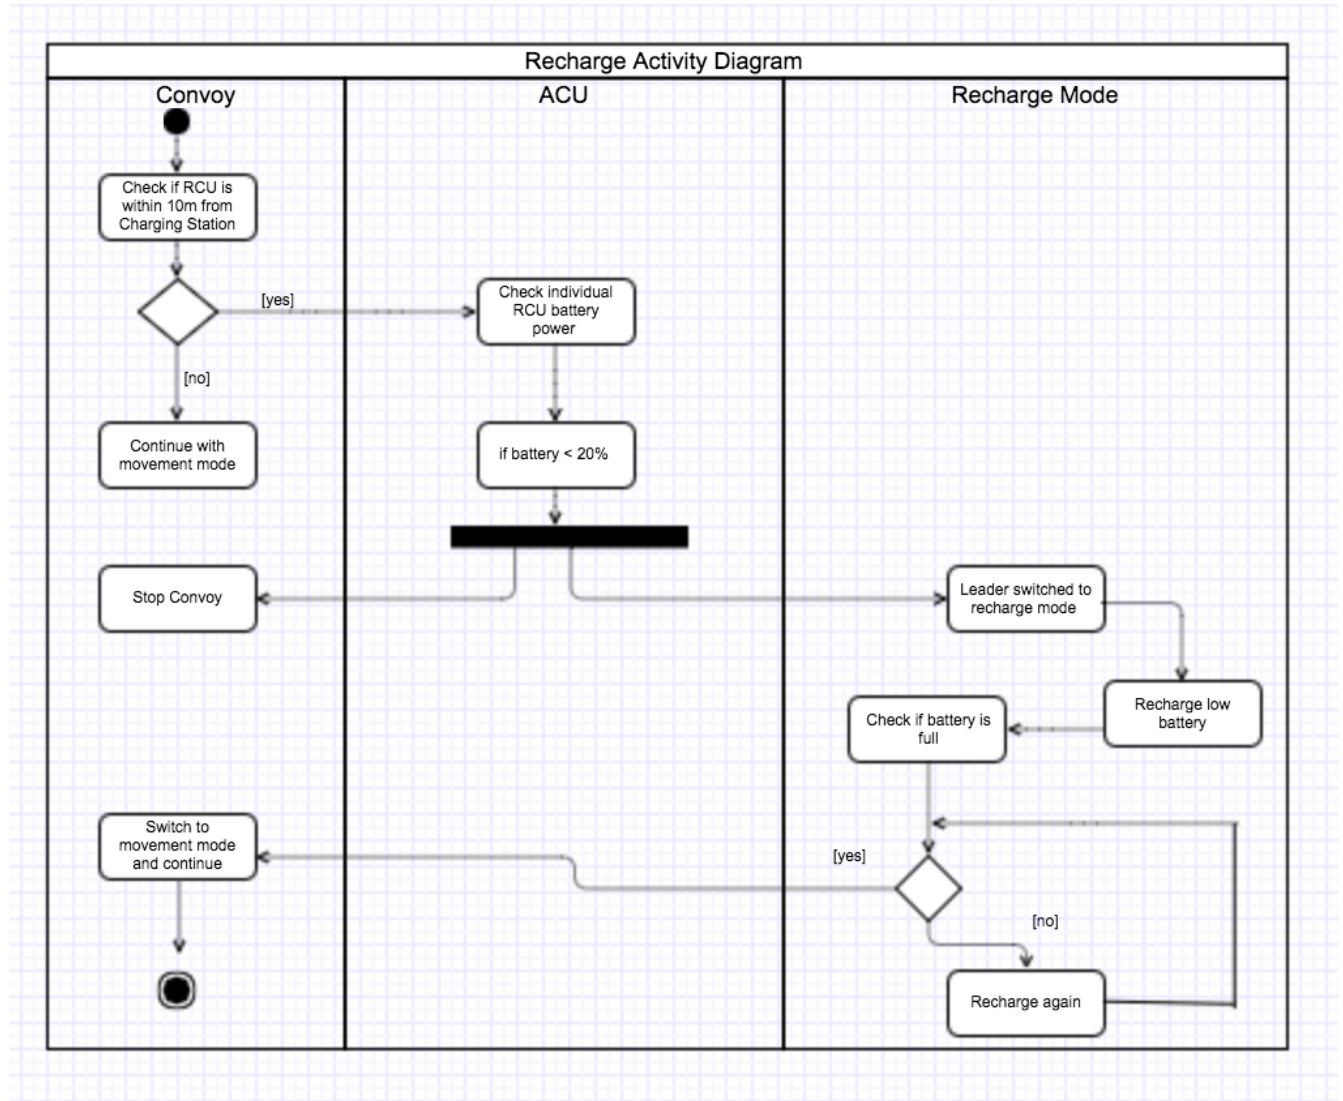 Recharge Activity Diagram
Convoy
ACU
Recharge Mode
Check if RCU is
within 10m from
Charging Station
[yes]
Check individual
RCU battery
power
[no]
Continue with
movement mode
if battery < 20%
Stop Convoy
Leader switched to
recharge mode
Recharge low
battery
Check if battery is
full
Switch to
movement mode
and continue
[yes]
[no]
Recharge again